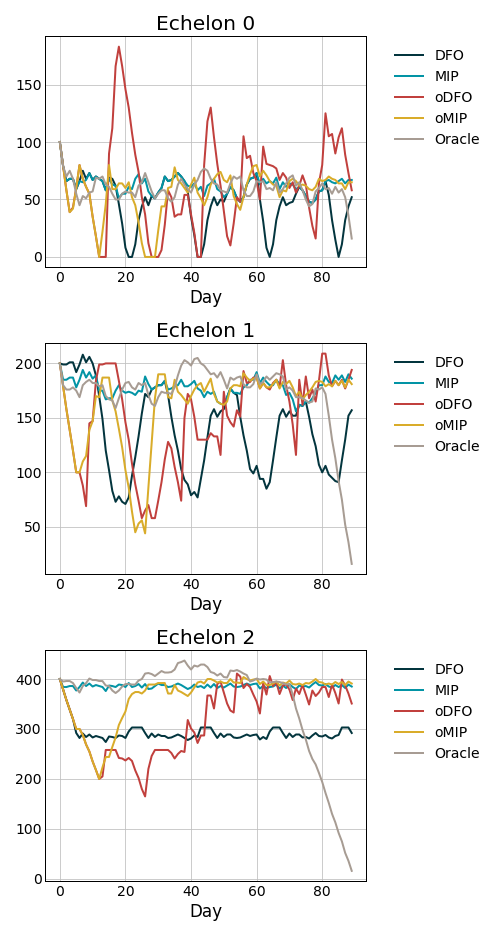 Echelon 0
150
100
50
0
0 20 40 60 80
Day
DFO
MIP
oDFO
oMIP
Oracle
Echelon 1
200
150
100
50
0 20 40 60 80
Day
DFO
MIP
oDFO
oMIP
Oracle
Echelon 2
400
300
200
100
0
0 20 40 60 80
Day
DFO
MIP
oDFO
oMIP
Oracle